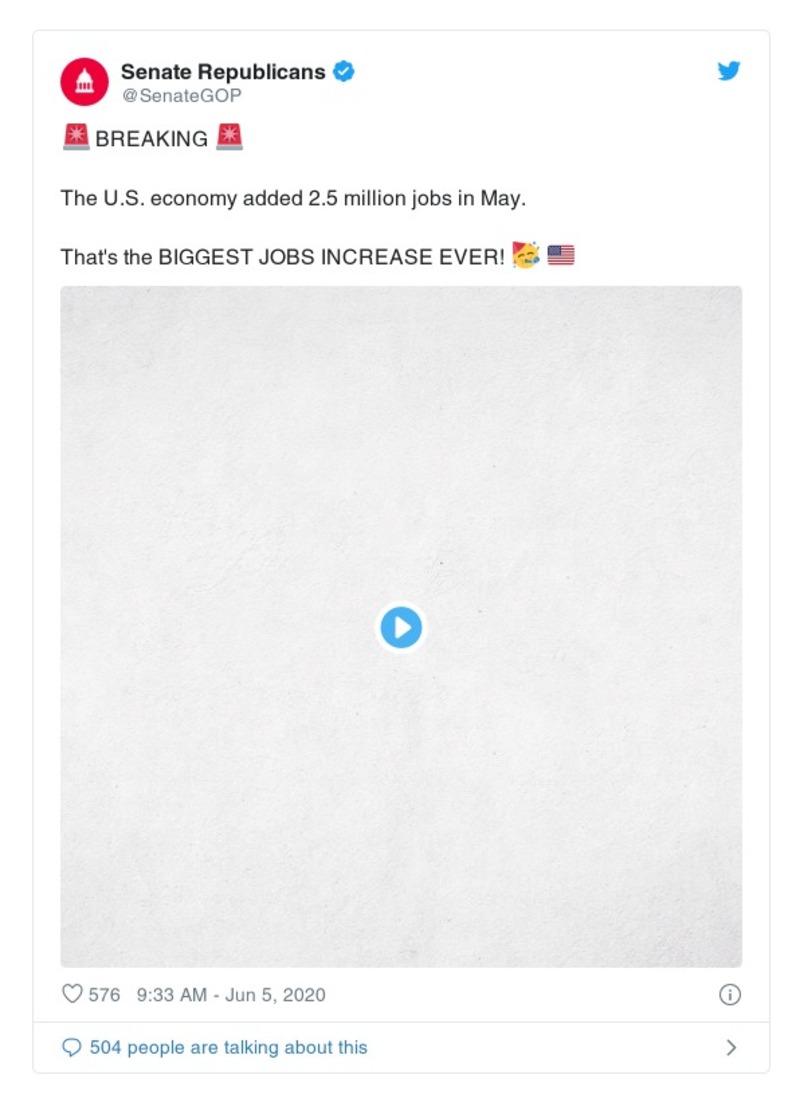 Senate Republicans
@SenateGOP
🚨 BREAKING 🚨
The U.S. economy added 2.5 million jobs in May.
That's the BIGGEST JOBS INCREASE EVER! 🥳 🇺🇸
576 9:33 AM - Jun 5, 2020
504 people are talking about this